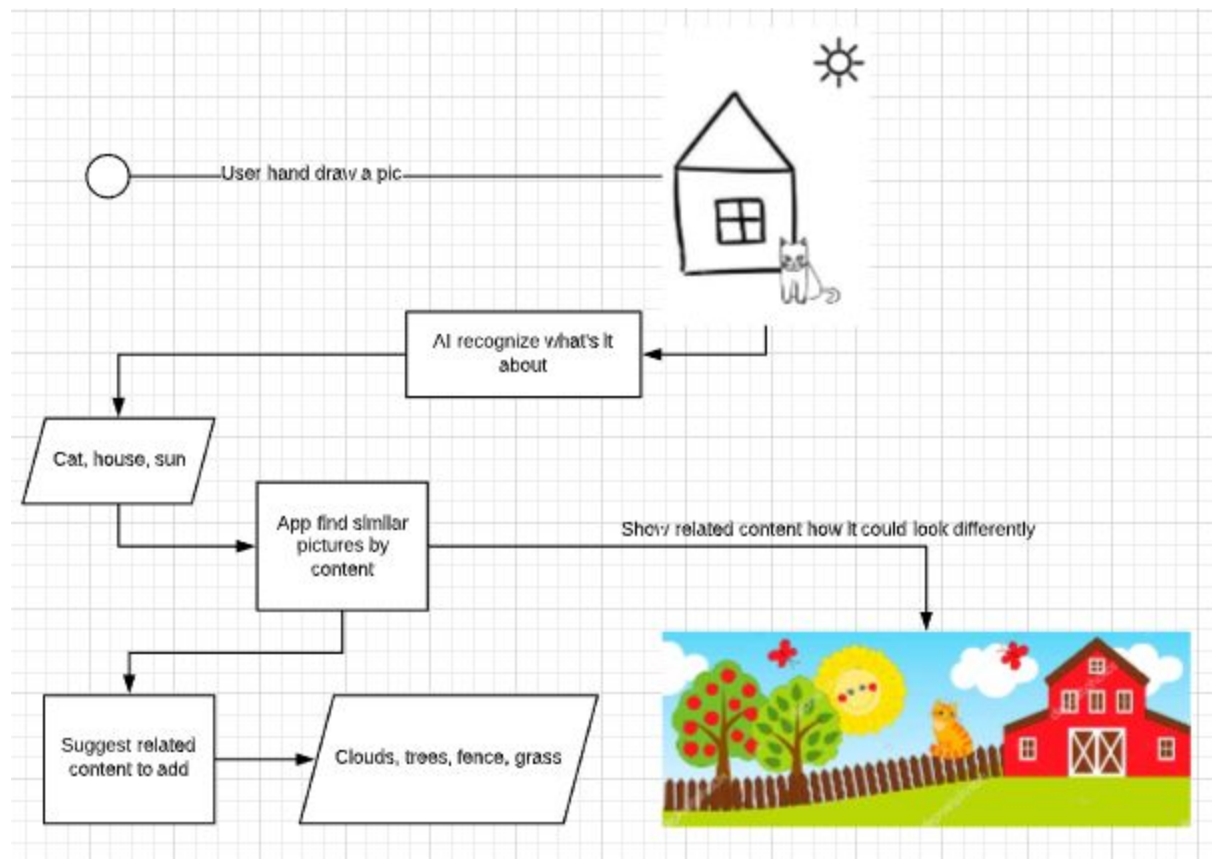 User hand draw a pic
AI recognize what's it
about
Cat, house, sun
App find similar
pictures by
content
Show related content how it could look differently
Suggest related
content to add
Clouds, trees, fence, grass